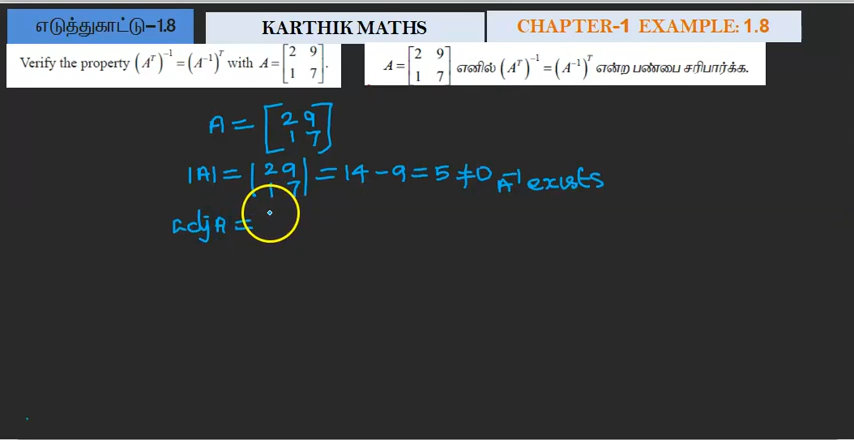 எடுத்துகாட்டு-1.8
KARTHIK MATHS
CHAPTER-1 EXAMPLE: 1.8
Verify the property (Aᵀ)⁻¹ = (A⁻¹)ᵀ with A = [2 9; 1 7].
A = [2 9; 1 7] எனில் (Aᵀ)⁻¹ = (A⁻¹)ᵀ என்ற பண்பை சரிபார்க்க.
A = [2 9; 1 7]
|A| = |2 9; 1 7| = 14 - 9 = 5 ≠ 0 A⁻¹ exists
adj A =